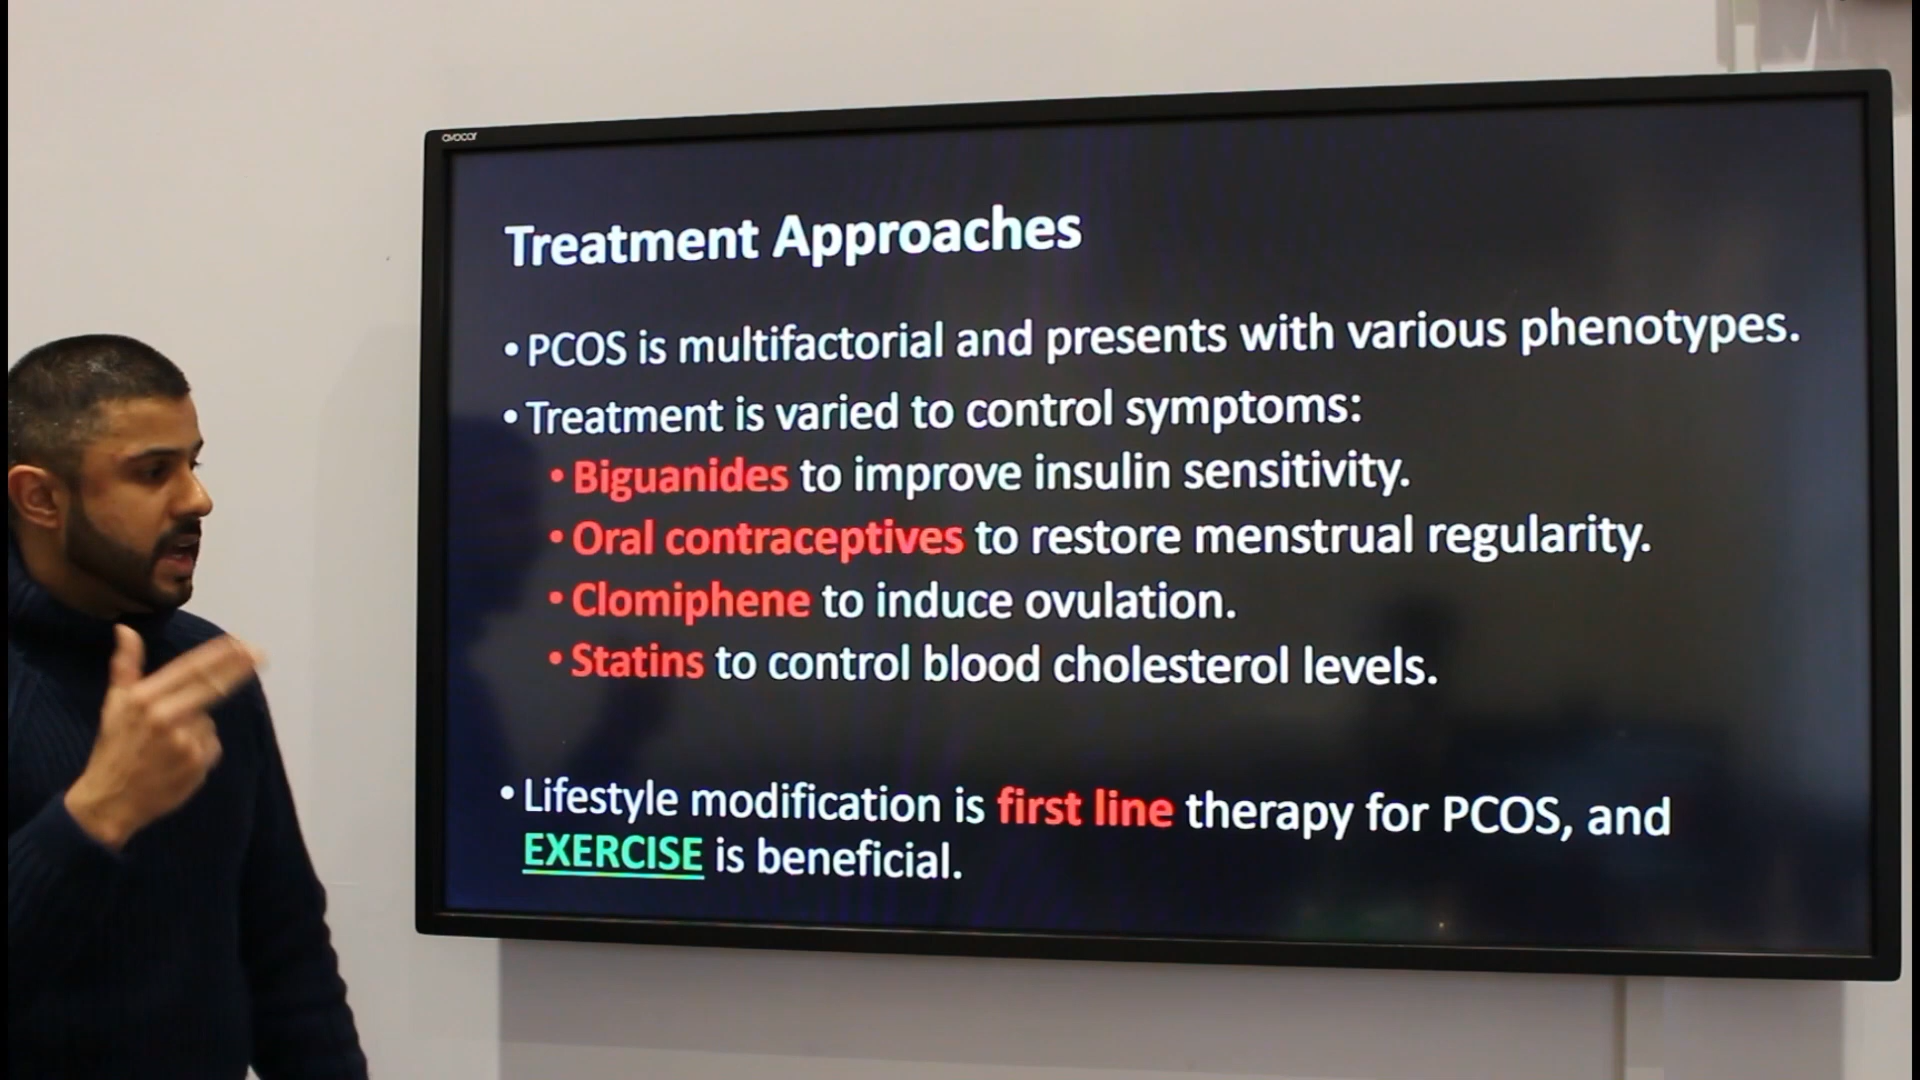 avocor
Treatment Approaches
• PCOS is multifactorial and presents with various phenotypes.
• Treatment is varied to control symptoms:
• Biguanides to improve insulin sensitivity.
• Oral contraceptives to restore menstrual regularity.
• Clomiphene to induce ovulation.
• Statins to control blood cholesterol levels.
• Lifestyle modification is first line therapy for PCOS, and
EXERCISE is beneficial.